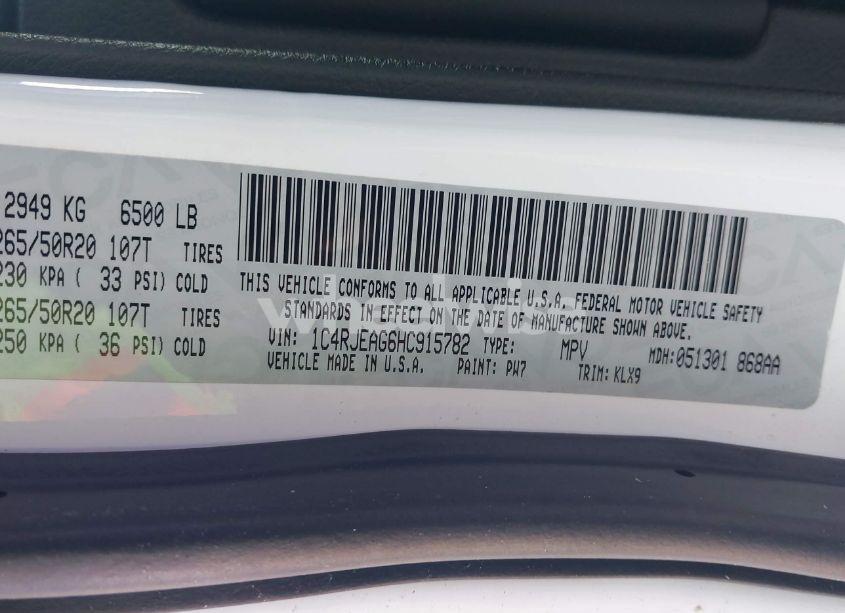 2949 KG 6500 LB
265/50R20 107T TIRES
230 KPA ( 33 PSI) COLD
265/50R20 107T TIRES
250 KPA ( 36 PSI) COLD
THIS VEHICLE CONFORMS TO ALL APPLICABLE U.S.A. FEDERAL MOTOR VEHICLE SAFETY
STANDARDS IN EFFECT ON THE DATE OF MANUFACTURE SHOWN ABOVE.
VIN: 1C4RJEAG6HC915782 TYPE: MPV MDH:051301 868AA
VEHICLE MADE IN U.S.A. PAINT: PW7 TRIM: KLX9